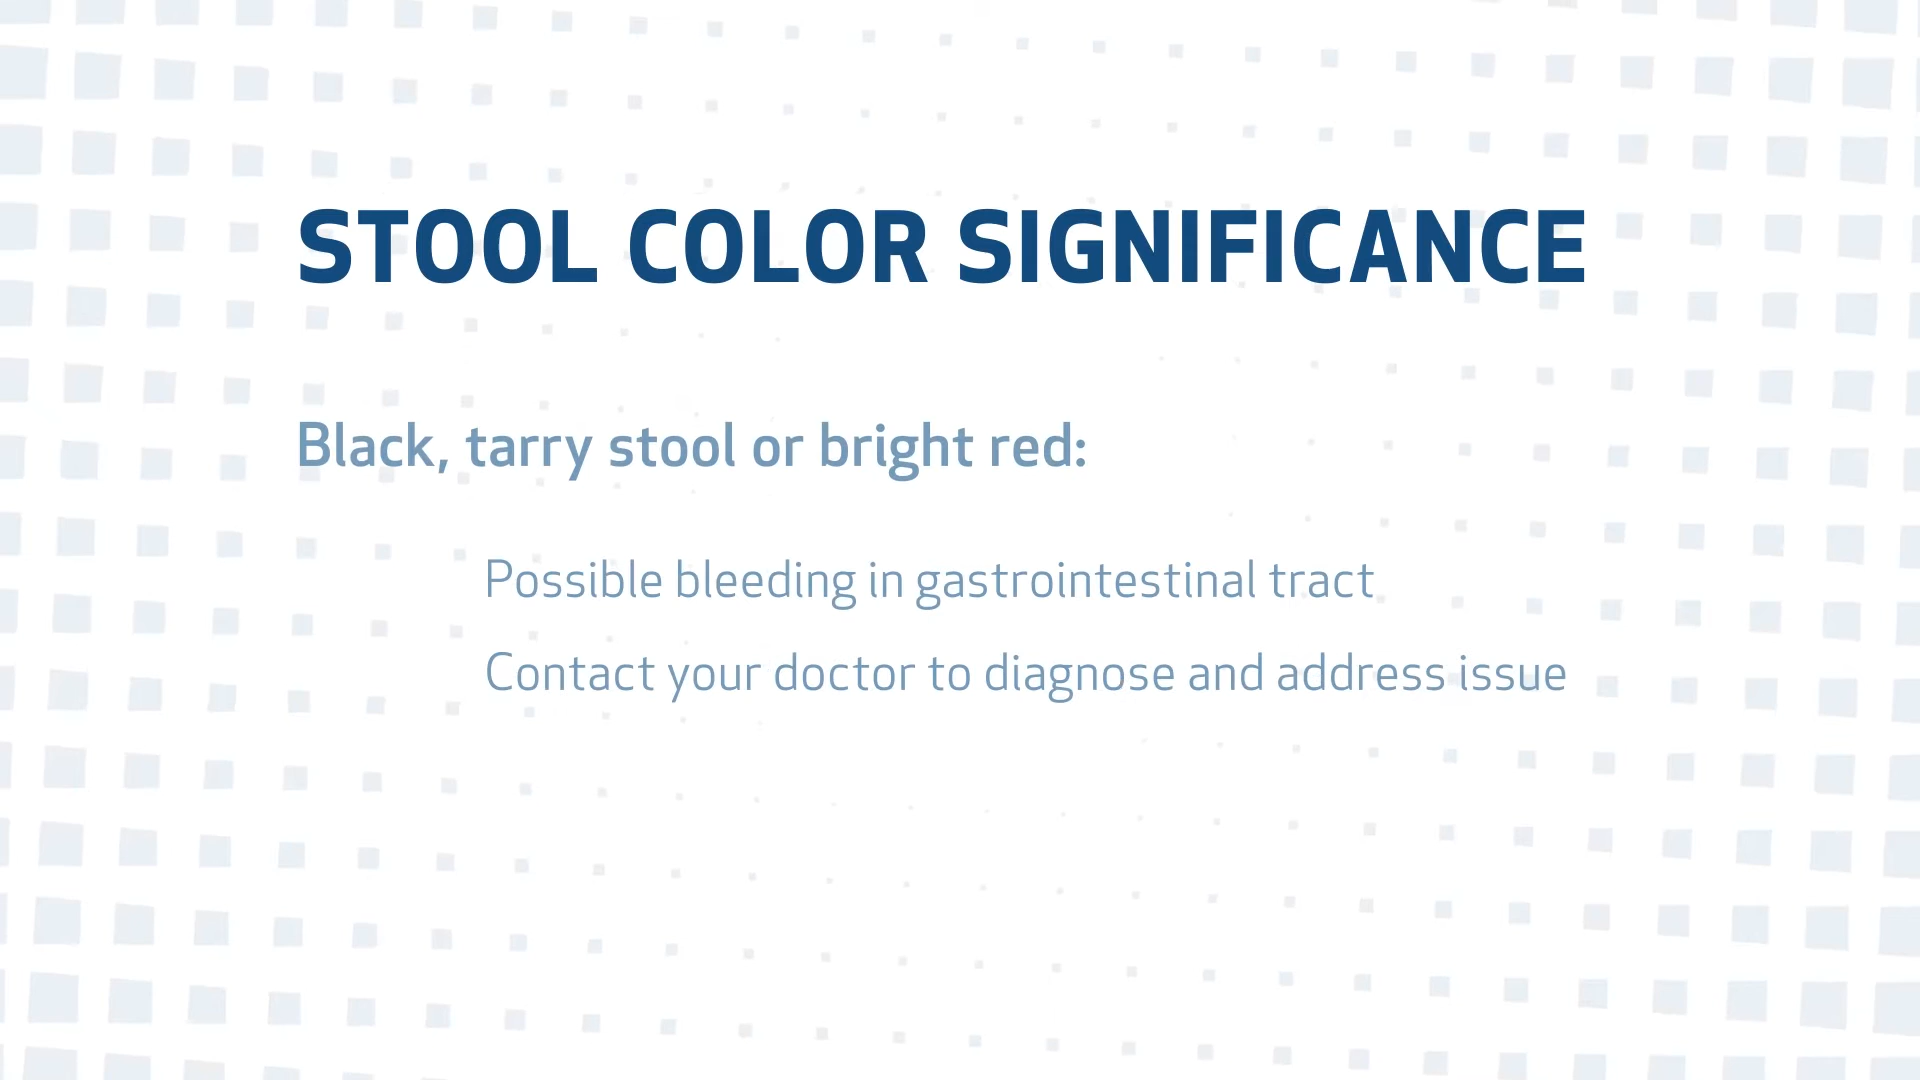 STOOL COLOR SIGNIFICANCE
Black, tarry stool or bright red:
Possible bleeding in gastrointestinal tract
Contact your doctor to diagnose and address issue